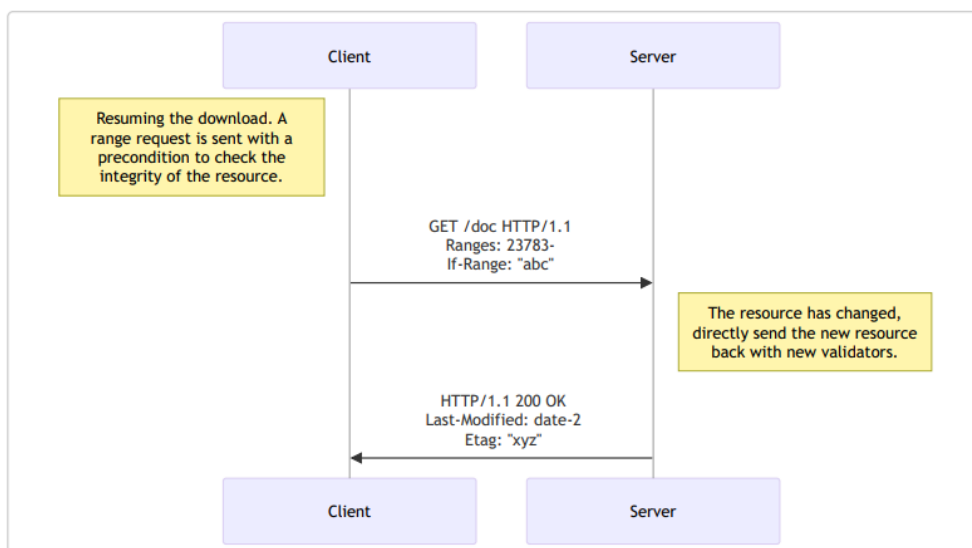 Client
Server
Resuming the download. A
range request is sent with a
precondition to check the
integrity of the resource.
GET /doc HTTP/1.1
Ranges: 23783-
If-Range: "abc"
The resource has changed,
directly send the new resource
back with new validators.
HTTP/1.1 200 OK
Last-Modified: date-2
Etag: "xyz"
Client
Server